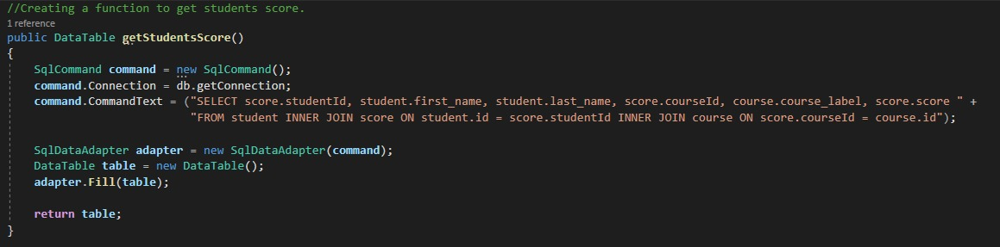 //Creating a function to get students score.
1 reference
public DataTable getStudentsScore()
{
    SqlCommand command = new SqlCommand();
    command.Connection = db.getConnection;
    command.CommandText = ("SELECT score.studentId, student.first_name, student.last_name, score.courseId, course.course_label, score.score " +
                           "FROM student INNER JOIN score ON student.id = score.studentId INNER JOIN course ON score.courseId = course.id");

    SqlDataAdapter adapter = new SqlDataAdapter(command);
    DataTable table = new DataTable();
    adapter.Fill(table);

    return table;
}